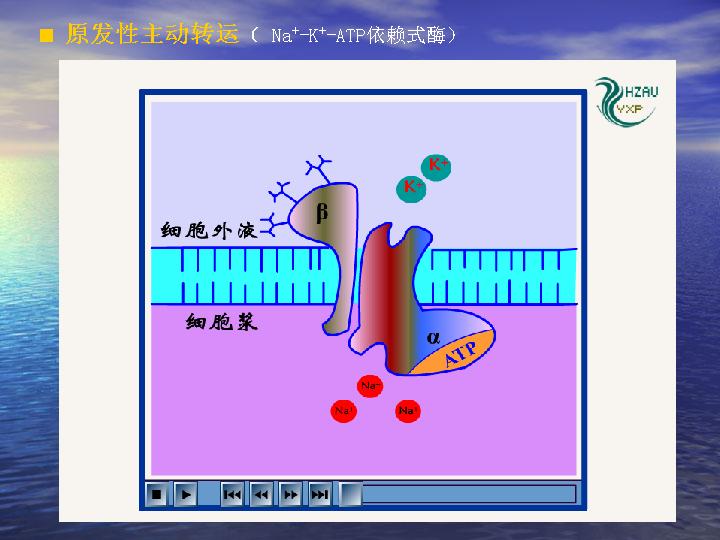 原发性主动转运（ Na⁺-K⁺-ATP依赖式酶）
HZAU
YXP
K⁺
K⁺
β
细胞外液
细胞浆
α
ATP
Na⁺
Na⁺
Na⁺